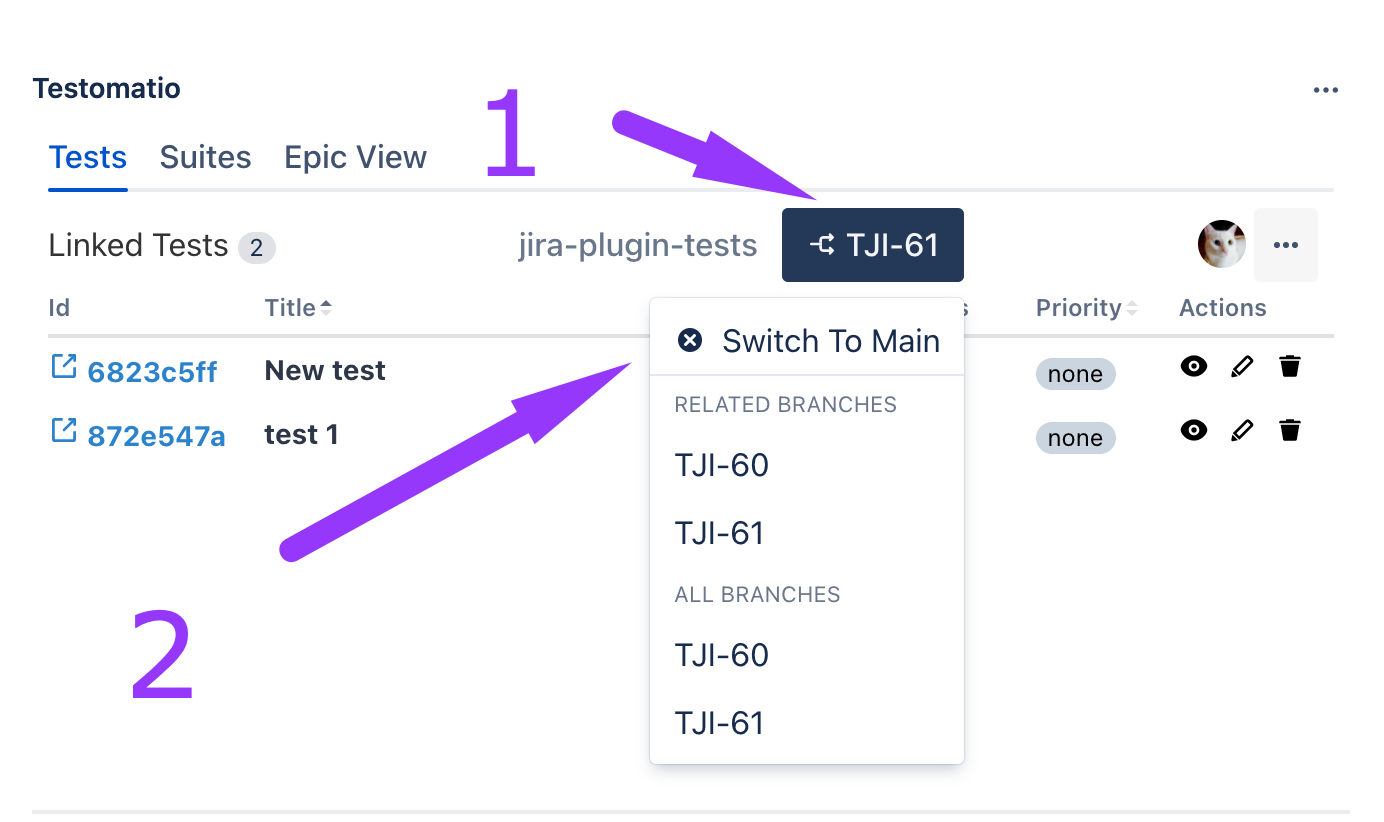 Testomatio
1
Tests Suites Epic View
Linked Tests 2 jira-plugin-tests TJI-61
Id Title Priority Actions
Switch To Main
6823c5ff New test none
RELATED BRANCHES
872e547a test 1 none
TJI-60
TJI-61
ALL BRANCHES
2
TJI-60
TJI-61